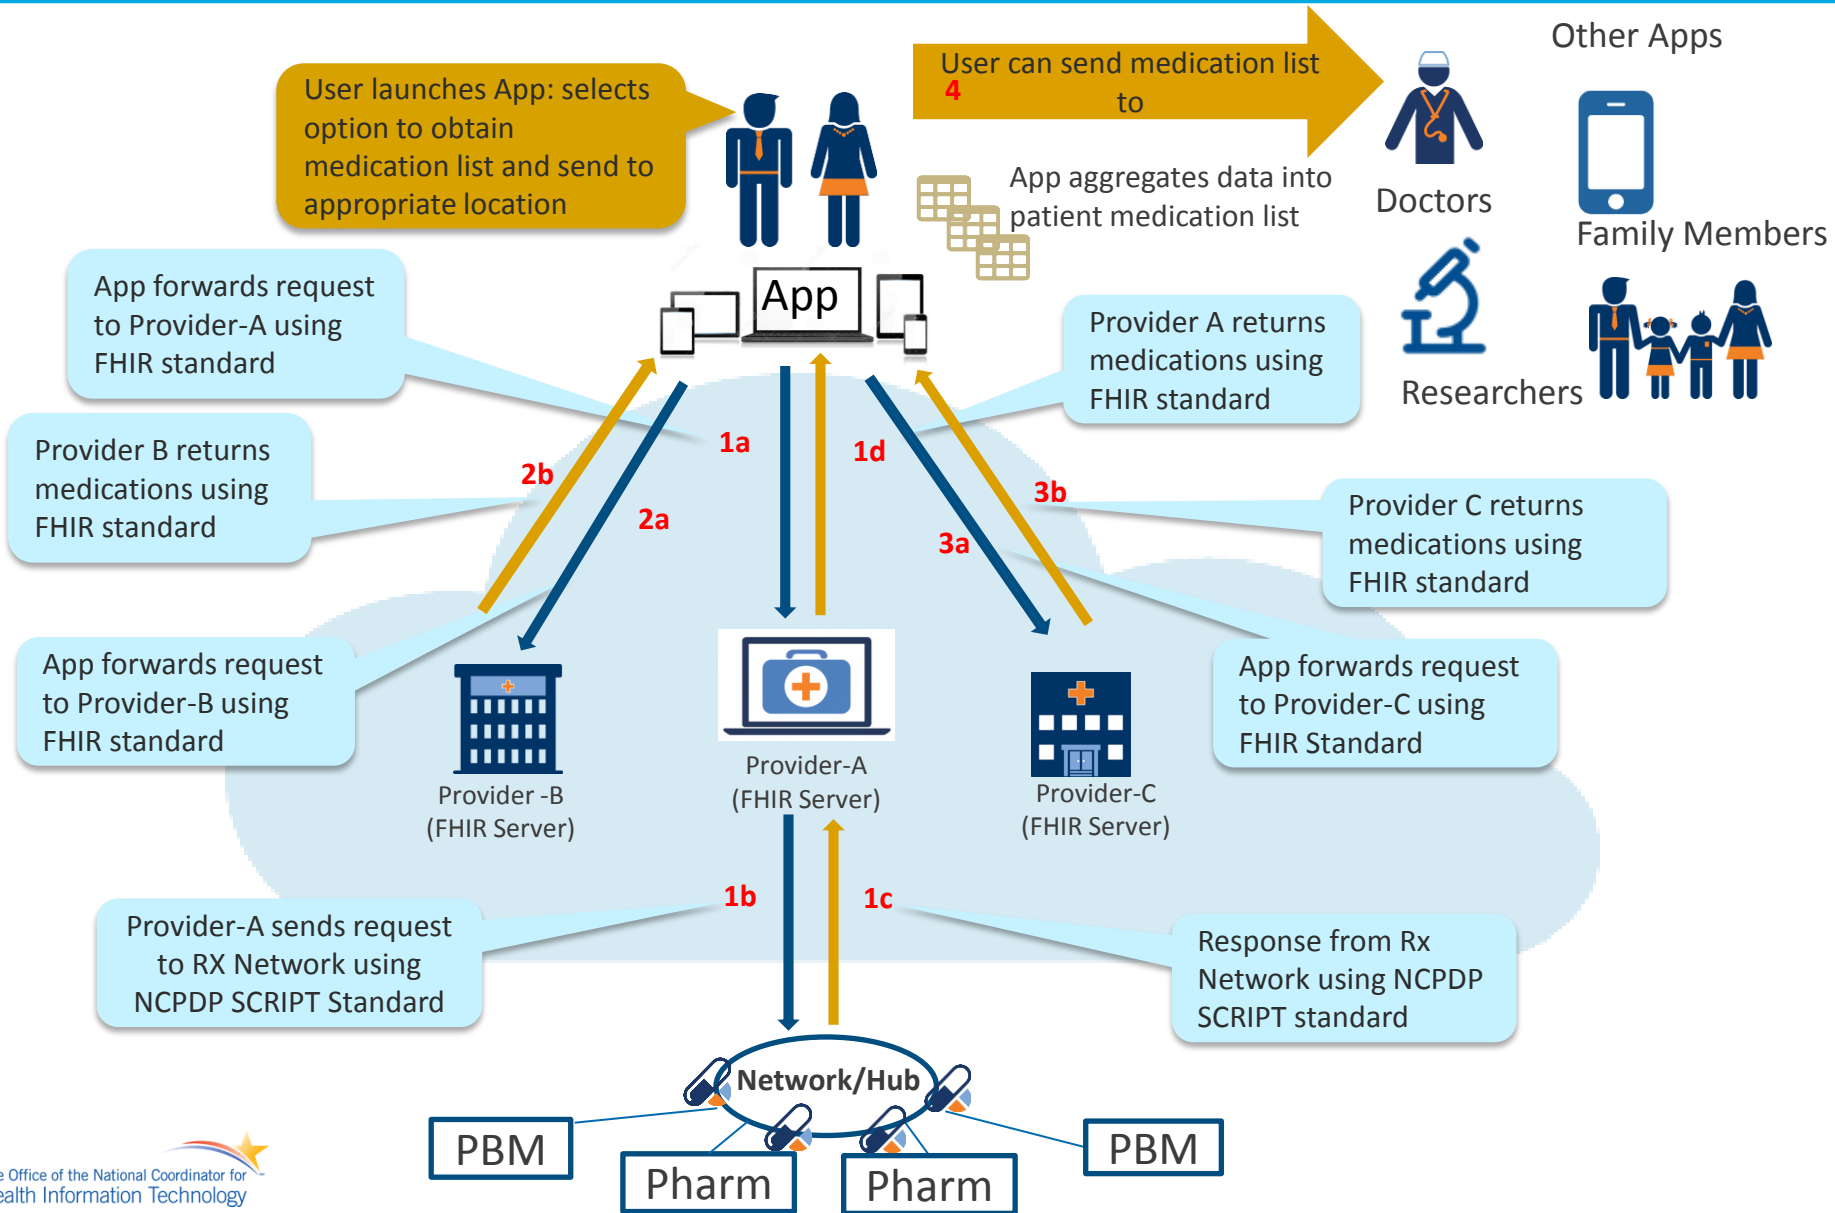 User launches App: selects
option to obtain
medication list and send to
appropriate location
User can send medication list
4
to
Other Apps
App aggregates data into
patient medication list
Doctors
Family Members
Researchers
App
App forwards request
to Provider-A using
FHIR standard
Provider A returns
medications using
FHIR standard
Provider B returns
medications using
FHIR standard
2b
2a
1a
1d
3b
3a
Provider C returns
medications using
FHIR standard
App forwards request
to Provider-B using
FHIR standard
App forwards request
to Provider-C using
FHIR Standard
Provider -B
(FHIR Server)
Provider-A
(FHIR Server)
Provider-C
(FHIR Server)
1b
1c
Provider-A sends request
to RX Network using
NCPDP SCRIPT Standard
Response from Rx
Network using NCPDP
SCRIPT standard
Network/Hub
PBM
Pharm
Pharm
PBM
e Office of the National Coordinator for
ealth Information Technology